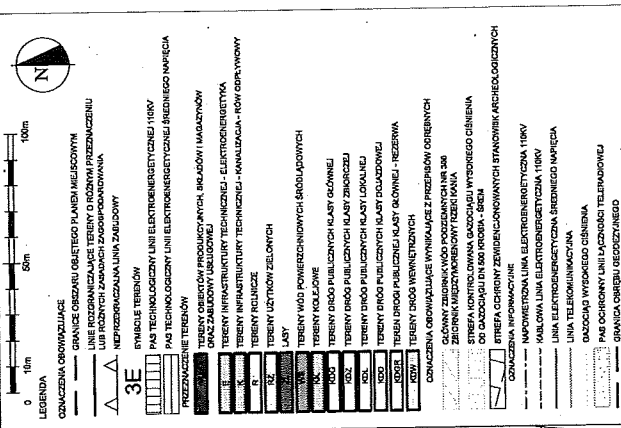 0 10m 50m 100m
N
LEGENDA
OZNACZENIA OBOWIĄZUJĄCE
GRANICE OBSZARU OBJĘTEGO PLANEM MIEJSCOWYM
LINIE ROZGRANICZAJĄCE TERENY O RÓŻNYM PRZEZNACZENIU
LUB RÓŻNYCH ZASADACH ZAGOSPODAROWANIA
NIEPRZEKRACZALNA LINIA ZABUDOWY
3E SYMBOLE TERENÓW
PAS TECHNOLOGICZNY LINII ELEKTROENERGETYCZNEJ 110KV
PAS TECHNOLOGICZNY LINII ELEKTROENERGETYCZNEJ ŚREDNIEGO NAPIĘCIA
PRZEZNACZENIE TERENÓW
TERENY OBIEKTÓW PRODUKCYJNYCH, SKŁADÓW I MAGAZYNÓW
ORAZ ZABUDOWY USŁUGOWEJ
E TERENY INFRASTRUKTURY TECHNICZNEJ - ELEKTROENERGETYKA
K TERENY INFRASTRUKTURY TECHNICZNEJ - KANALIZACJA - RÓW ODPŁYWOWY
R TERENY ROLNICZE
RZ TERENY UŻYTKÓW ZIELONYCH
LASY
WS TERENY WÓD POWIERZCHNIOWYCH ŚRÓDLĄDOWYCH
KK TERENY KOLEJOWE
KDG TERENY DRÓG PUBLICZNYCH KLASY GŁÓWNEJ
KDZ TERENY DRÓG PUBLICZNYCH KLASY ZBIORCZEJ
KDL TERENY DRÓG PUBLICZNYCH KLASY LOKALNEJ
KDD TERENY DRÓG PUBLICZNYCH KLASY DOJAZDOWEJ
KDGR TEREN DROGI PUBLICZNEJ KLASY GŁÓWNEJ - REZERWA
KDW TERENY DRÓG WEWNĘTRZNYCH
OZNACZENIA OBOWIĄZUJĄCE WYNIKAJĄCE Z PRZEPISÓW ODRĘBNYCH
GŁÓWNY ZBIORNIK WÓD PODZIEMNYCH NR 308
ZBIORNIK MIĘDZYMORENOWY RZEKI KANIA
STREFA KONTROLOWANA GAZOCIĄGU WYSOKIEGO CIŚNIENIA
DO GAZOCIĄGU DN 500 KROBIA - ŚREM
STREFA OCHRONY ZEWIDENCJONOWANYCH STANOWISK ARCHEOLOGICZNYCH
OZNACZENIA INFORMACYJNE
NAPOWIETRZNA LINIA ELEKTROENERGETYCZNA 110KV
KABLOWA LINIA ELEKTROENERGETYCZNA 110KV
LINIA ELEKTROENERGETYCZNA ŚREDNIEGO NAPIĘCIA
LINIA TELEKOMUNIKACYJNA
GAZOCIĄG WYSOKIEGO CIŚNIENIA
PAS OCHRONNY LINII ŁĄCZNOŚCI TELERADIOWEJ
GRANICA OBRĘBU GEODEZYJNEGO